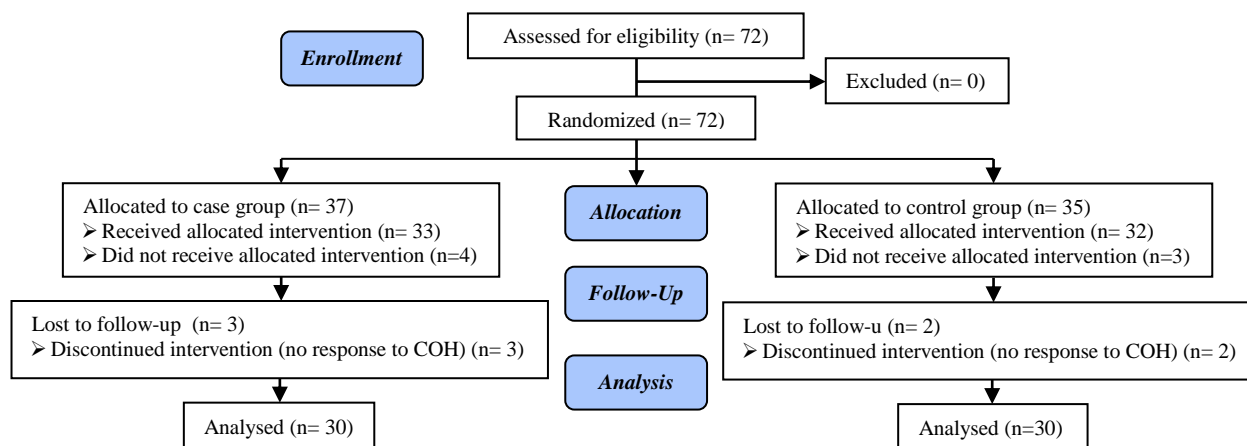 Assessed for eligibility (n= 72)
Enrollment
Excluded (n= 0)
Randomized (n= 72)
Allocated to case group (n= 37)
➤ Received allocated intervention (n= 33)
➤ Did not receive allocated intervention (n=4)
Allocation
Allocated to control group (n= 35)
➤ Received allocated intervention (n= 32)
➤ Did not receive allocated intervention (n=3)
Follow-Up
Lost to follow-up (n= 3)
➤ Discontinued intervention (no response to COH) (n= 3)
Lost to follow-u (n= 2)
➤ Discontinued intervention (no response to COH) (n= 2)
Analysis
Analysed (n= 30)
Analysed (n=30)